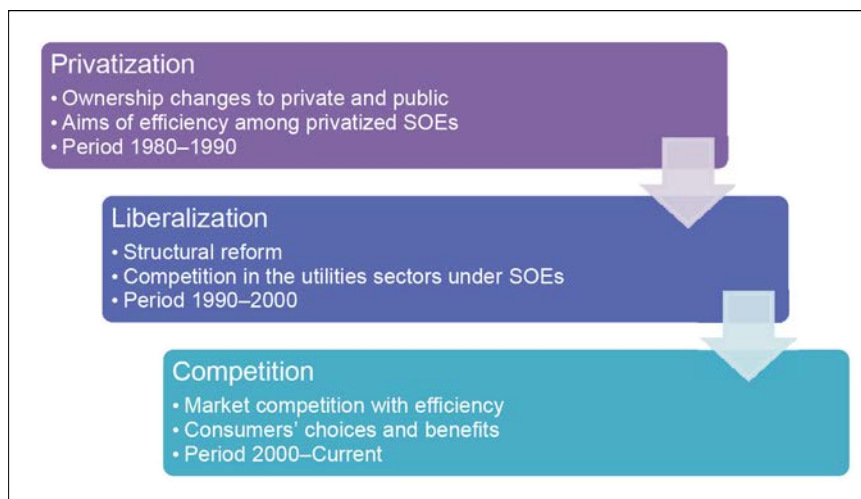 Privatization
• Ownership changes to private and public
• Aims of efficiency among privatized SOEs
• Period 1980–1990
Liberalization
• Structural reform
• Competition in the utilities sectors under SOEs
• Period 1990–2000
Competition
• Market competition with efficiency
• Consumers’ choices and benefits
• Period 2000–Current